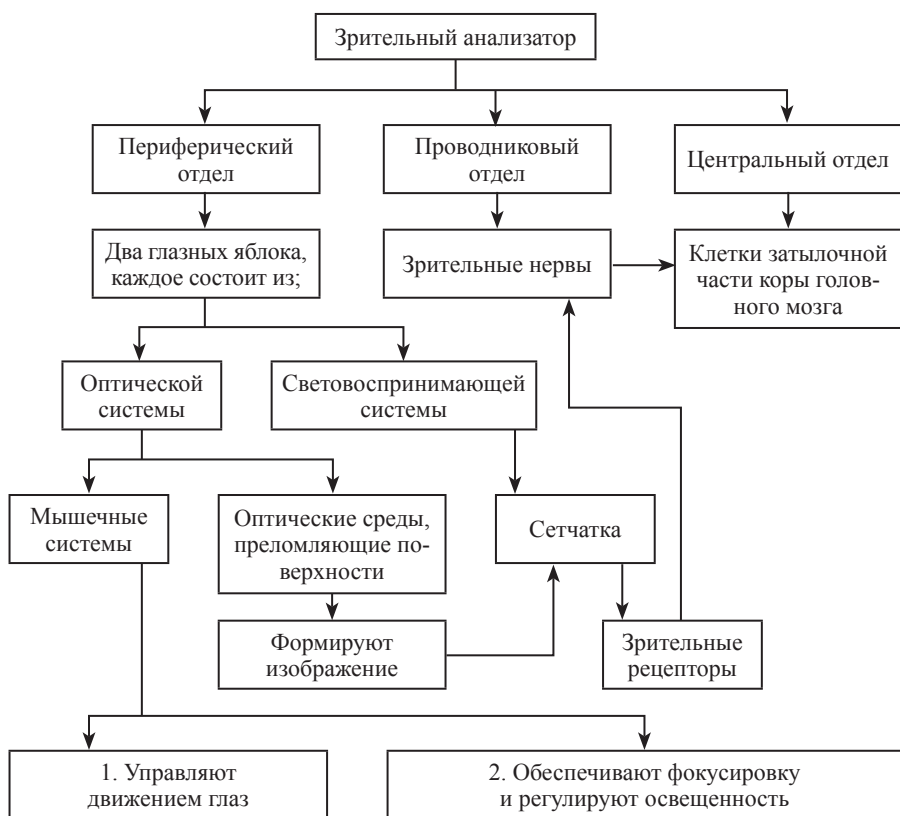 Зрительный анализатор
Периферический
отдел
Проводниковый
отдел
Центральный отдел
Два глазных яблока,
каждое состоит из;
Зрительные нервы
Клетки затылочной
части коры голов-
ного мозга
Оптической
системы
Световоспринимающей
системы
Мышечные
системы
Оптические среды,
преломляющие по-
верхности
Сетчатка
Формируют
изображение
Зрительные
рецепторы
1. Управляют
движением глаз
2. Обеспечивают фокусировку
и регулируют освещенность